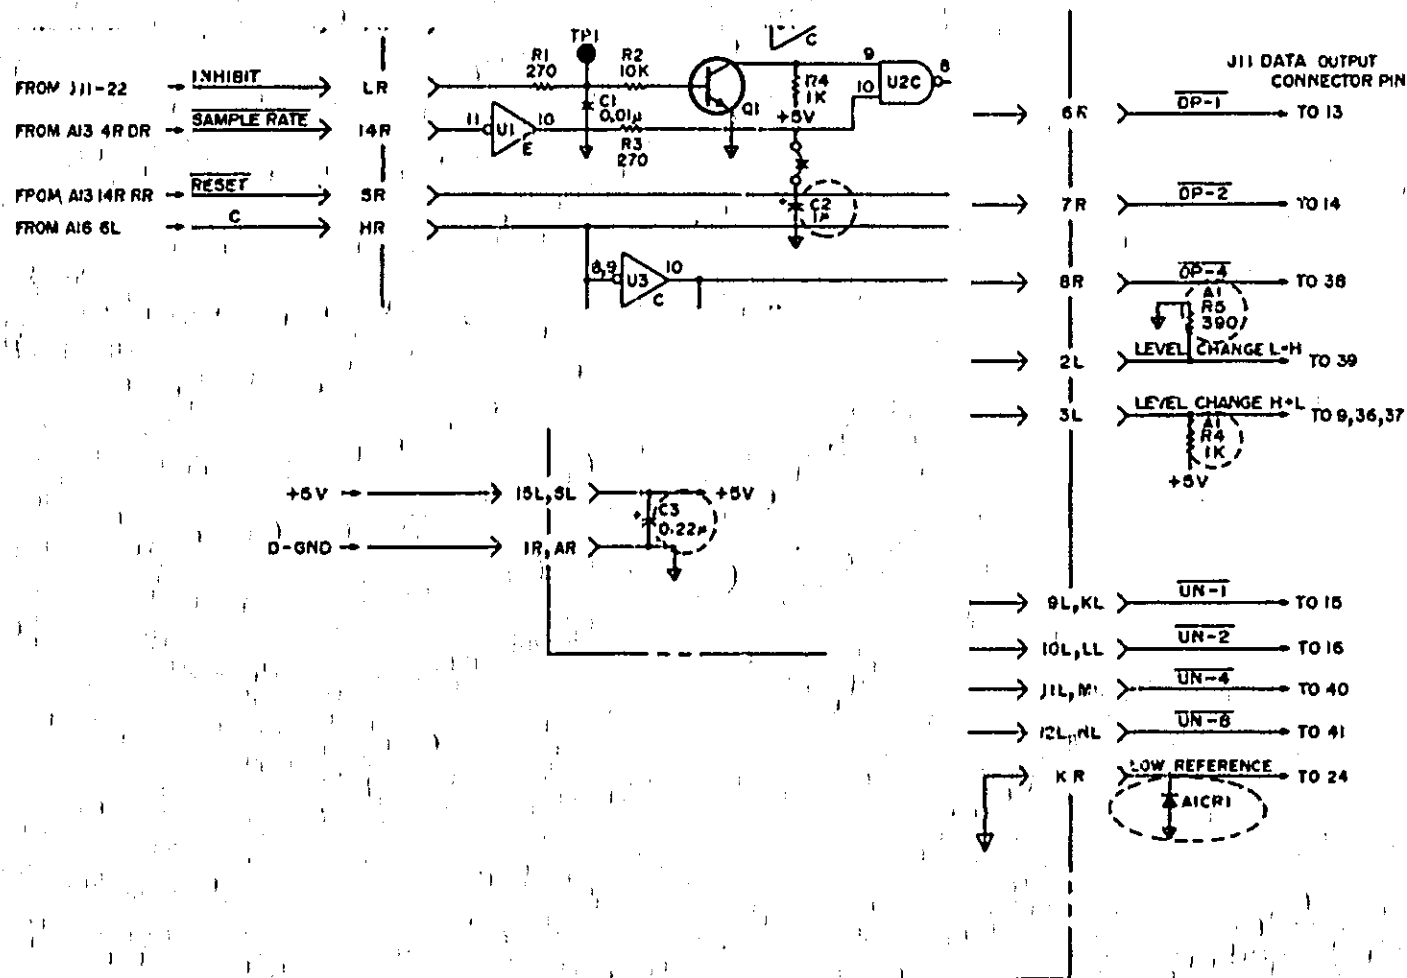 C
TP1
R1
270
R2
10K
9
8
U2C
J11 DATA OUTPUT
CONNECTOR PIN
FROM J11-22
INHIBIT
LR
C1
0.01µ
Q1
R4
1K
+5V
10
6R
DP-1
TO 13
FROM A13 4R DR
SAMPLE RATE
14R
11
U1
10
E
R3
270
FROM A13 14R RR
RESET
5R
C2
1µ
7R
DP-2
TO 14
FROM A16 6L
C
HR
8,9
U3
10
C
8R
DP-4
TO 38
A1
R5
390
2L
LEVEL CHANGE L-H
TO 39
3L
LEVEL CHANGE H+L
TO 9,36,37
A1
R4
1K
+5V
+5V
15L, SL
+5V
C3
0.22µ
D-GND
1R, AR
9L, KL
UN-1
TO 15
10L, LL
UN-2
TO 16
11L,
UN-4
TO 40
12L, NL
UN-8
TO 41
KR
LOW REFERENCE
TO 24
A1CR1